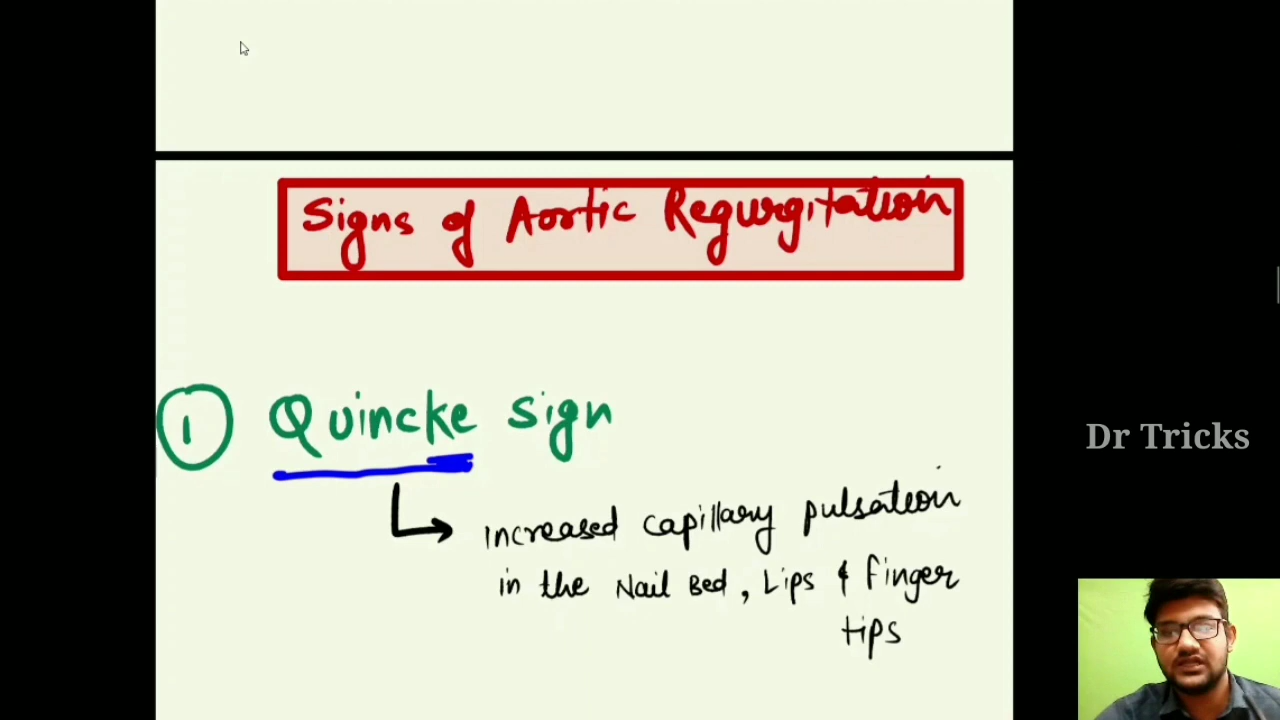 Signs of Aortic Regurgitation
1 Quincke sign
Increased capillary pulsation
in the Nail Bed, Lips & finger
tips
Dr Tricks